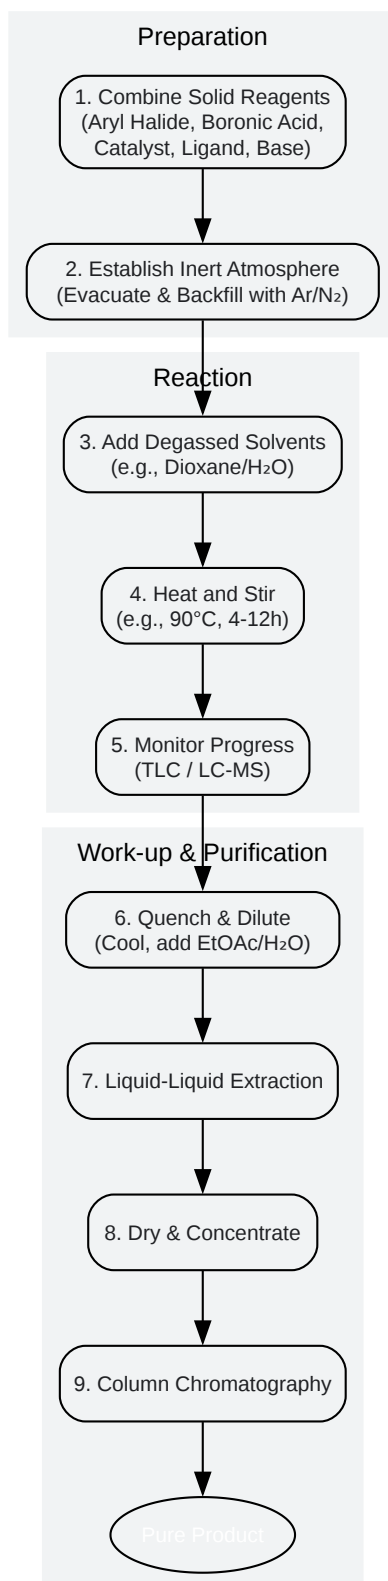 Preparation
1. Combine Solid Reagents
(Aryl Halide, Boronic Acid,
Catalyst, Ligand, Base)
2. Establish Inert Atmosphere
(Evacuate & Backfill with Ar/N₂)
Reaction
3. Add Degassed Solvents
(e.g., Dioxane/H₂O)
4. Heat and Stir
(e.g., 90°C, 4-12h)
5. Monitor Progress
(TLC / LC-MS)
Work-up & Purification
6. Quench & Dilute
(Cool, add EtOAc/H₂O)
7. Liquid-Liquid Extraction
8. Dry & Concentrate
9. Column Chromatography
Pure Product